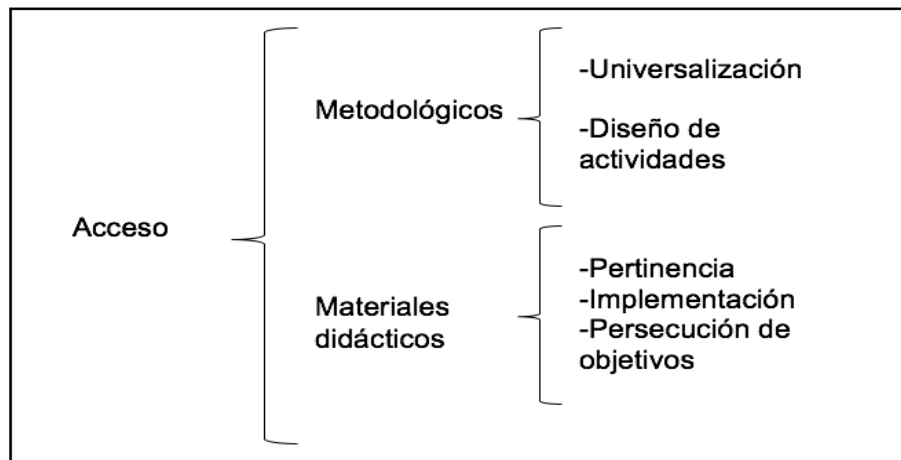 Acceso
Metodológicos
-Universalización
-Diseño de
actividades
Materiales
didácticos
-Pertinencia
-Implementación
-Persecución de
objetivos